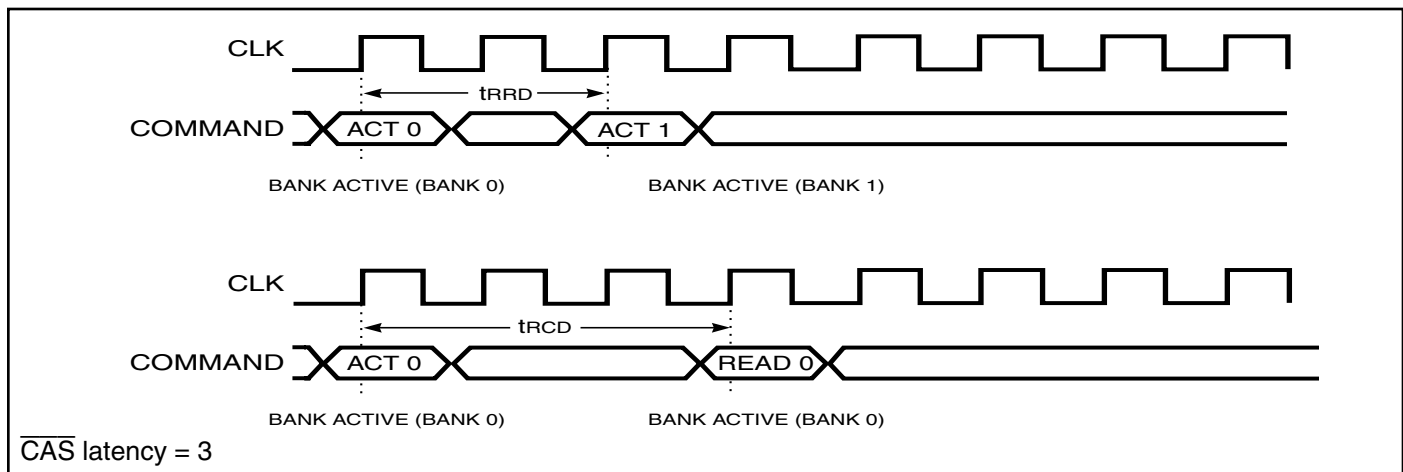 CLK
tRRD
COMMAND ACT 0 ACT 1
BANK ACTIVE (BANK 0) BANK ACTIVE (BANK 1)
CLK
tRCD
COMMAND ACT 0 READ 0
BANK ACTIVE (BANK 0) BANK ACTIVE (BANK 0)
C̅A̅S̅ latency = 3